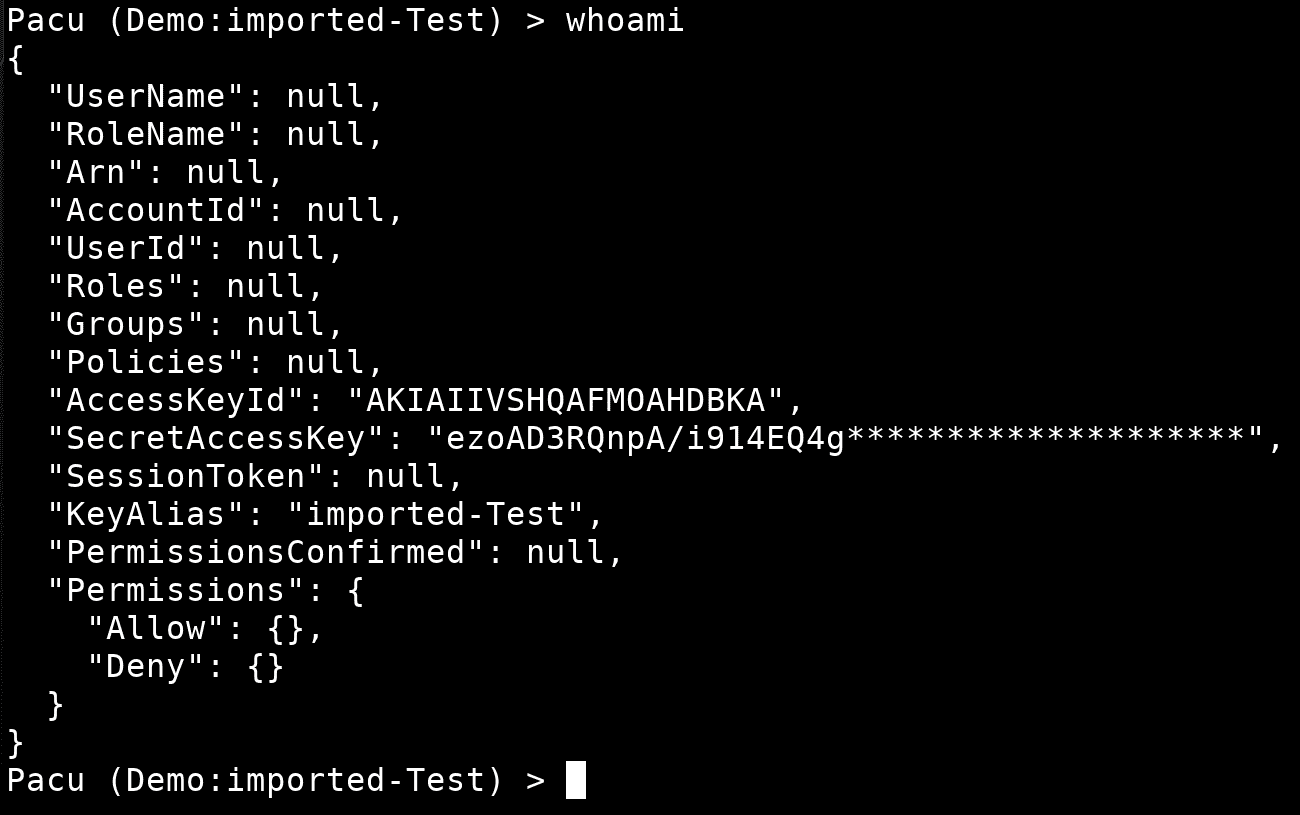 Pacu (Demo:imported-Test) > whoami
{
  "UserName": null,
  "RoleName": null,
  "Arn": null,
  "AccountId": null,
  "UserId": null,
  "Roles": null,
  "Groups": null,
  "Policies": null,
  "AccessKeyId": "AKIAIIVSHQAFMOAHDBKA",
  "SecretAccessKey": "ezoAD3RQnpA/i914EQ4g********************",
  "SessionToken": null,
  "KeyAlias": "imported-Test",
  "PermissionsConfirmed": null,
  "Permissions": {
    "Allow": {},
    "Deny": {}
  }
}
Pacu (Demo:imported-Test) >